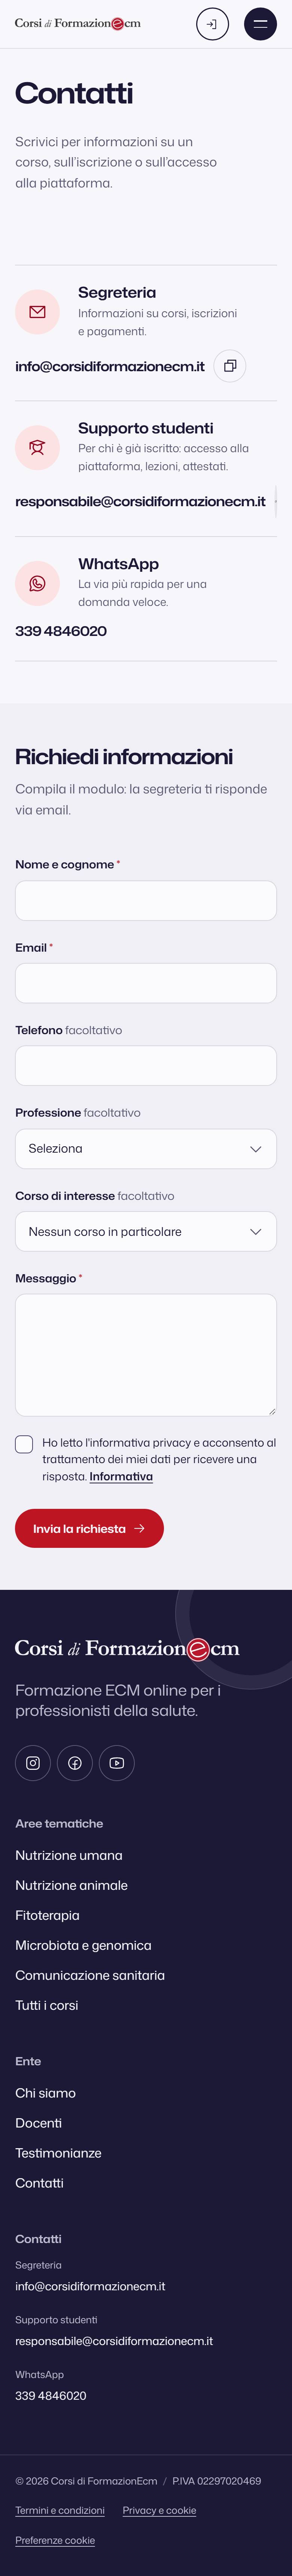 Corsi di Formazionecm
Contatti
Scrivici per informazioni su un
corso, sull'iscrizione o sull'accesso
alla piattaforma.
Segreteria
Informazioni su corsi, iscrizioni
e pagamenti.
info@corsidiformazionecm.it
Supporto studenti
Per chi è già iscritto: accesso alla
piattaforma, lezioni, attestati.
responsabile@corsidiformazionecm.it
WhatsApp
La via più rapida per una
domanda veloce.
339 4846020
Richiedi informazioni
Compila il modulo: la segreteria ti risponde
via email.
Nome e cognome *
Email *
Telefono facoltativo
Professione facoltativo
Seleziona
Corso di interesse facoltativo
Nessun corso in particolare
Messaggio *
Ho letto l'informativa privacy e acconsento al
trattamento dei miei dati per ricevere una
risposta. Informativa
Invia la richiesta
Corsi di Formazionecm
Formazione ECM online per i
professionisti della salute.
Aree tematiche
Nutrizione umana
Nutrizione animale
Fitoterapia
Microbiota e genomica
Comunicazione sanitaria
Tutti i corsi
Ente
Chi siamo
Docenti
Testimonianze
Contatti
Contatti
Segreteria
info@corsidiformazionecm.it
Supporto studenti
responsabile@corsidiformazionecm.it
WhatsApp
339 4846020
© 2026 Corsi di FormazionEcm / P.IVA 02297020469
Termini e condizioni Privacy e cookie
Preferenze cookie